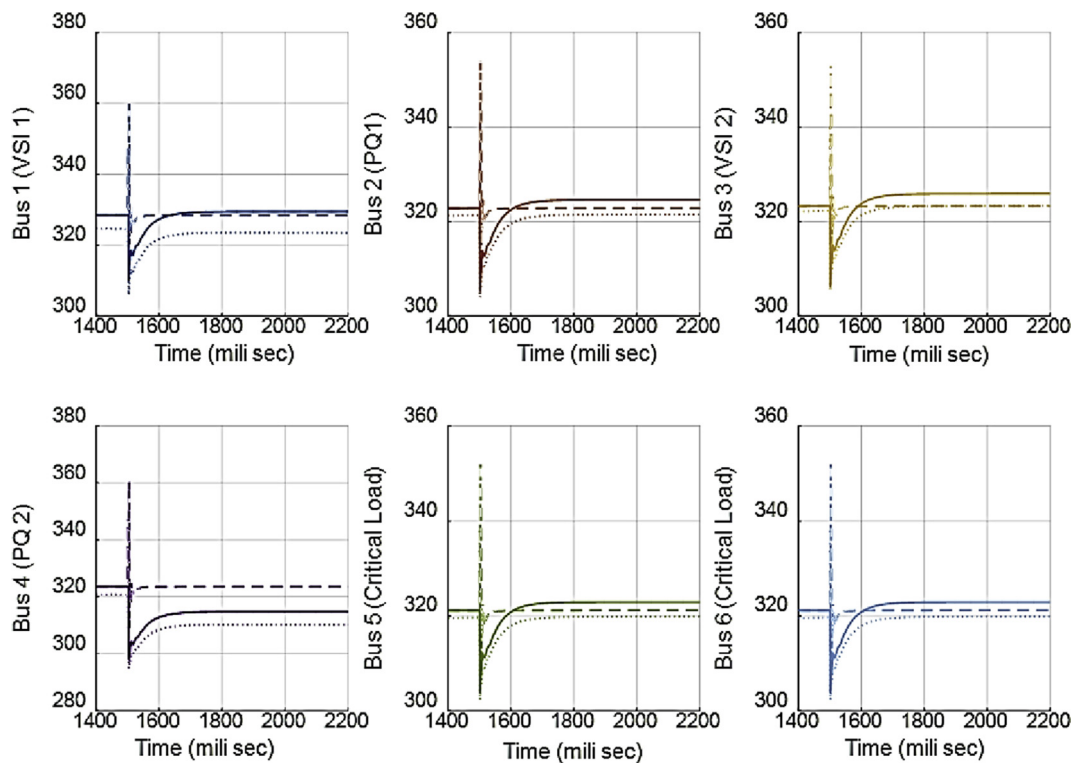 380
360
340
320
300
Bus 1 (VSI 1)
1400 1600 1800 2000 2200
Time (mili sec)
360
340
320
300
Bus 2 (PQ1)
1400 1600 1800 2000 2200
Time (mili sec)
360
340
320
300
Bus 3 (VSI 2)
1400 1600 1800 2000 2200
Time (mili sec)
380
360
340
320
300
280
Bus 4 (PQ 2)
1400 1600 1800 2000 2200
Time (mili sec)
360
340
320
300
Bus 5 (Critical Load)
1400 1600 1800 2000 2200
Time (mili sec)
360
340
320
300
Bus 6 (Critical Load)
1400 1600 1800 2000 2200
Time (mili sec)